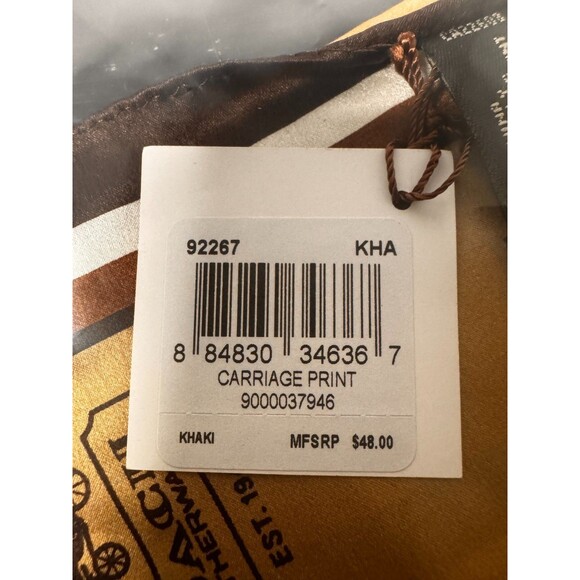 92267 KHA
8 84830 34636 7
CARRIAGE PRINT
9000037946
KHAKI MFSRP $48.00
EST. 19